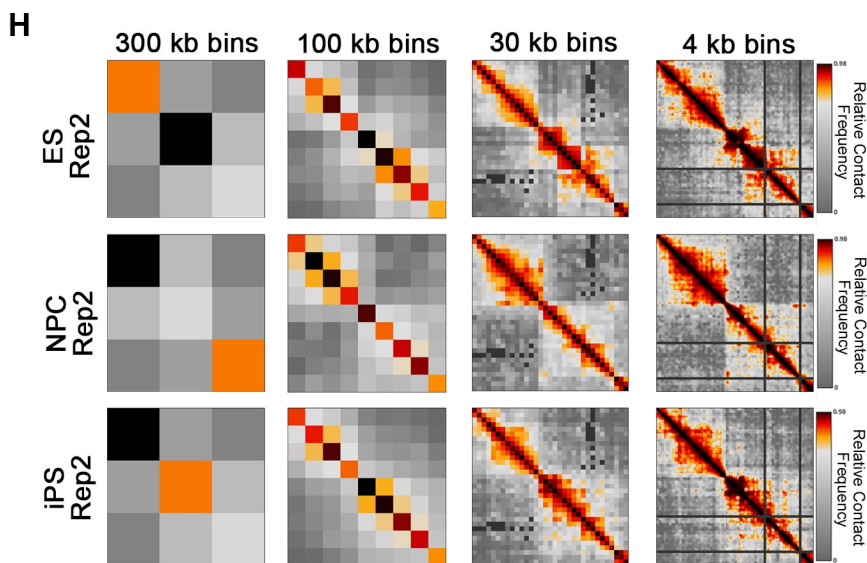 H
300 kb bins
100 kb bins
30 kb bins
4 kb bins
ES
Rep2
0.98
0
Relative Contact
Frequency
NPC
Rep2
0.98
0
Relative Contact
Frequency
iPS
Rep2
0.98
0
Relative Contact
Frequency